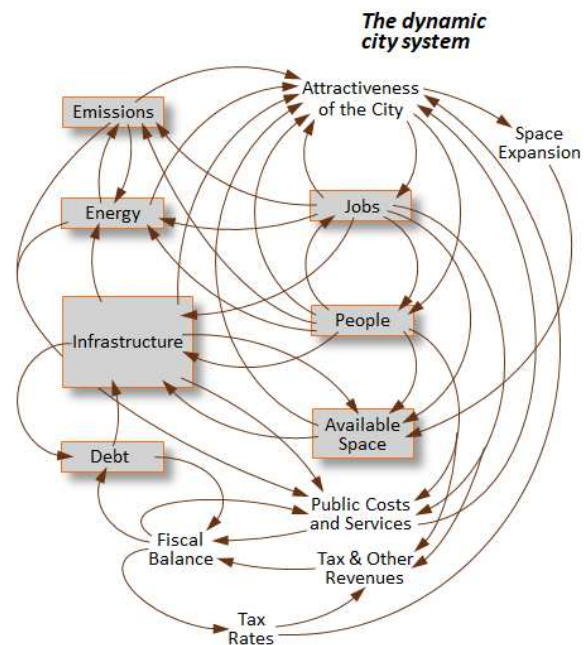 The dynamic
city system
Attractiveness
of the City
Emissions
Space
Expansion
Energy
Jobs
Infrastructure
People
Available
Space
Debt
Public Costs
and Services
Fiscal
Balance
Tax & Other
Revenues
Tax
Rates